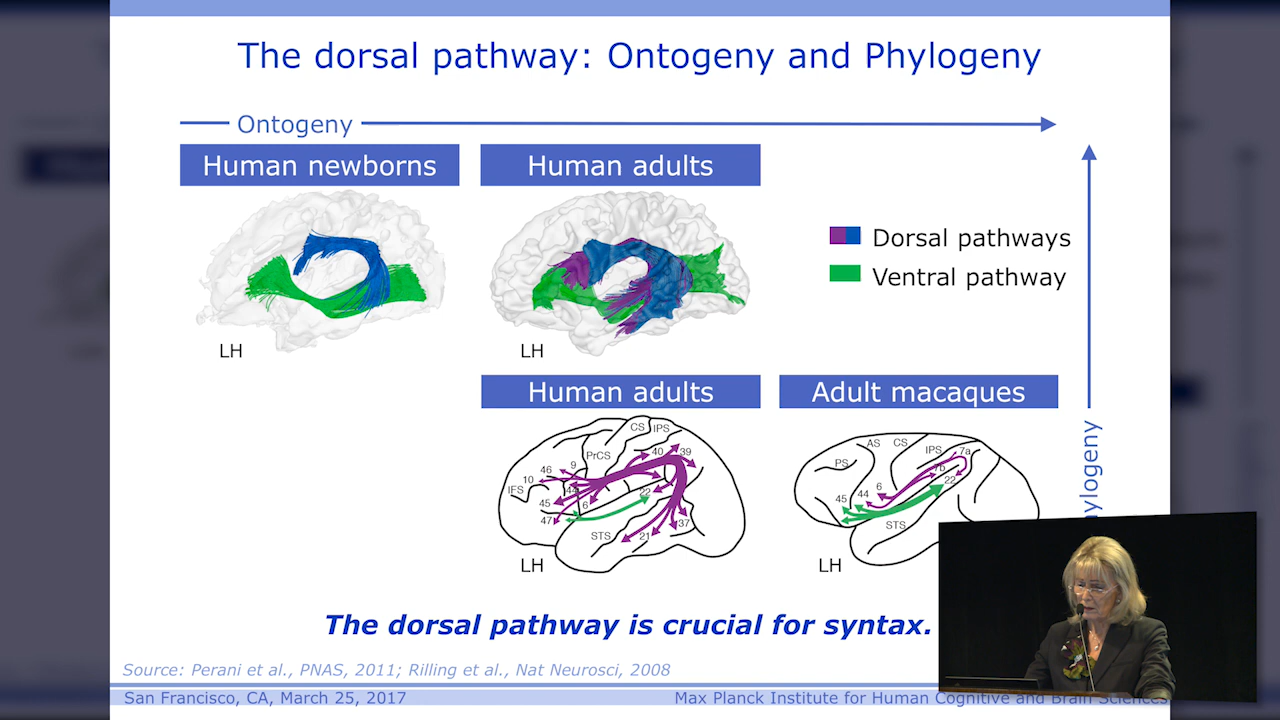 The dorsal pathway: Ontogeny and Phylogeny
Ontogeny
Human newborns
Human adults
Dorsal pathways
Ventral pathway
LH
LH
Human adults
Adult macaques
CS
IPS
PrCS
40
39
9
46
10
IFS
44
45
6
22
47
STS
21
37
LH
AS
CS
IPS
7a
7b
PS
22
6
44
45
STS
LH
The dorsal pathway is crucial for syntax.
Source: Perani et al., PNAS, 2011; Rilling et al., Nat Neurosci, 2008
San Francisco, CA, March 25, 2017
Max Planck Institute for Human Cognitive and Brain Sciences